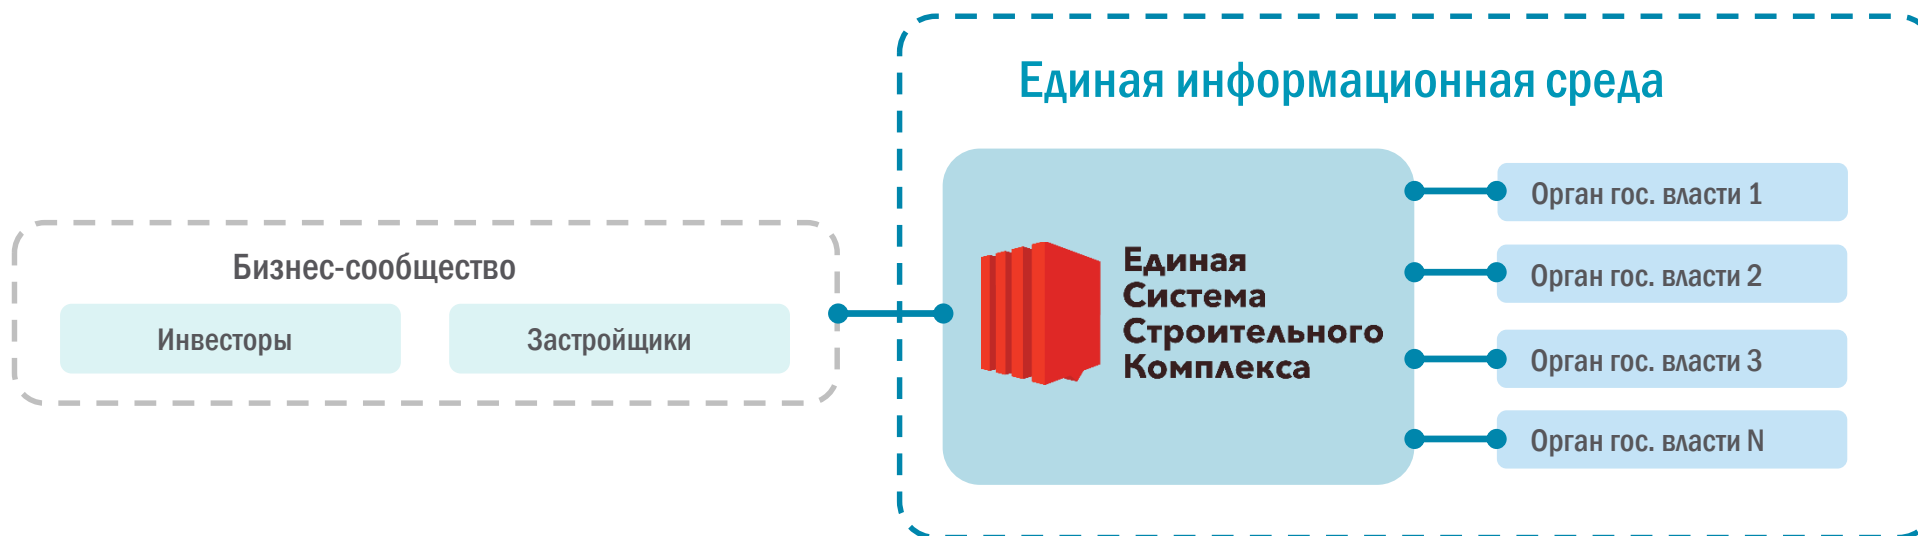 Единая информационная среда
Бизнес-сообщество
Инвесторы
Застройщики
Единая
Система
Строительного
Комплекса
Орган гос. власти 1
Орган гос. власти 2
Орган гос. власти 3
Орган гос. власти N